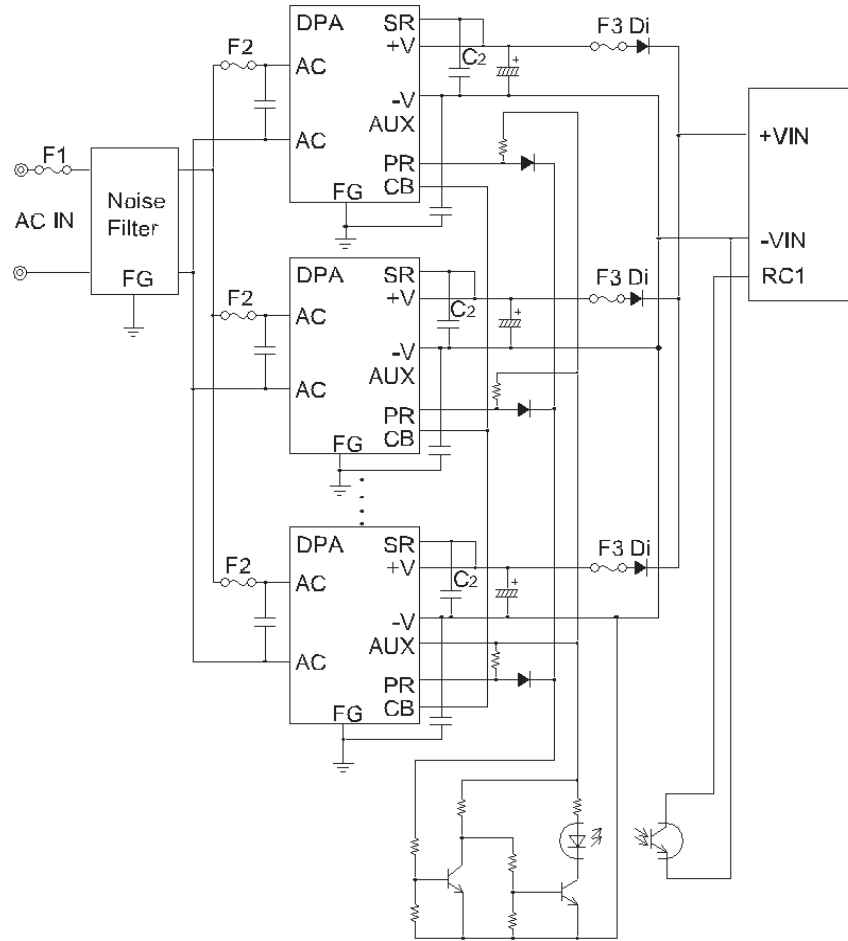 F1
AC IN
Noise
Filter
FG
F2
DPA
AC
AC
FG
SR
+V
-V
AUX
PR
CB
C2
+
F3 Di
F2
DPA
AC
AC
FG
SR
+V
-V
AUX
PR
CB
C2
+
F3 Di
F2
DPA
AC
AC
FG
SR
+V
-V
AUX
PR
CB
C2
+
F3 Di
+VIN
-VIN
RC1